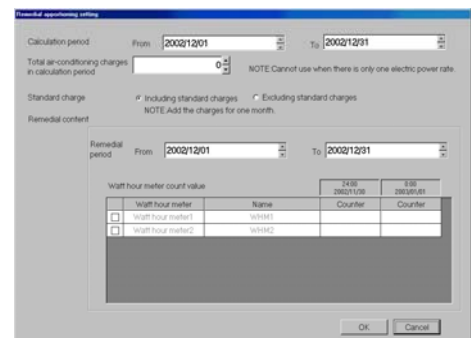 Remedial apportioning setting
Calculation period From 2002/12/01 To 2002/12/31
Total air-conditioning charges
in calculation period 0
NOTE:Cannot use when there is only one electric power rate.
Standard charge Including standard charges Excluding standard charges
NOTE:Add the charges for one month.
Remedial content
Remedial
period From 2002/12/01 To 2002/12/31
Watt hour meter count value 24:00 0:00
2002/11/30 2003/01/01
Watt hour meter Name Counter Counter
Watt hour meter1 WHM1
Watt hour meter2 WHM2
OK Cancel